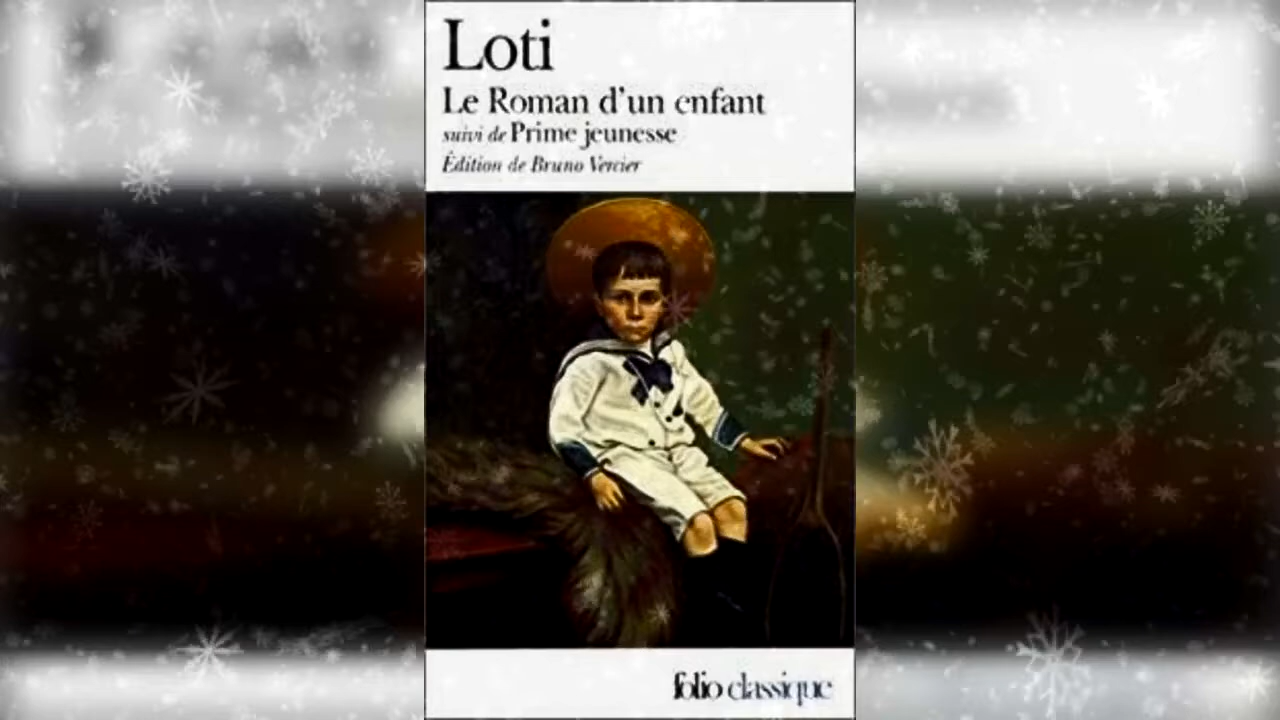 Loti
Le Roman d'un enfant
suivi de Prime jeunesse
Édition de Bruno Vercier
folio classique